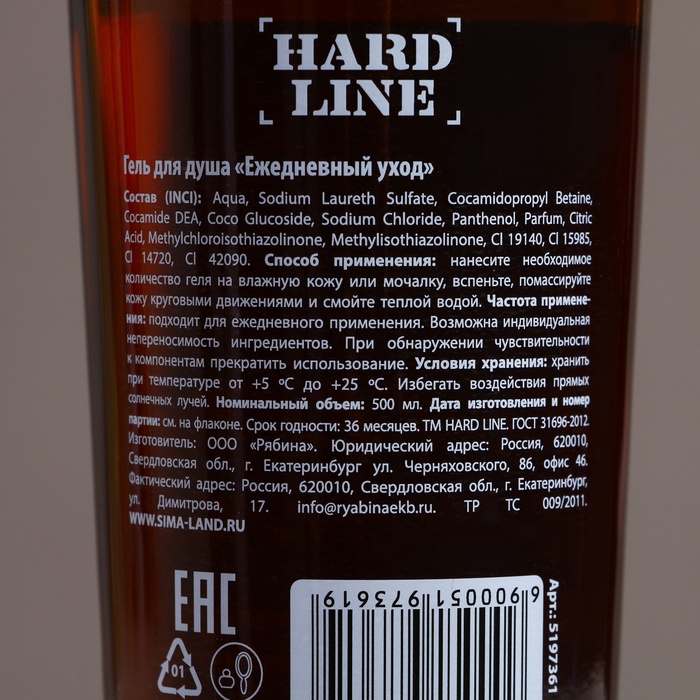 HARD
LINE
Гель для душа «Ежедневный уход»
Состав (INCI): Aqua, Sodium Laureth Sulfate, Cocamidopropyl Betaine,
Cocamide DEA, Coco Glucoside, Sodium Chloride, Panthenol, Parfum, Citric
Acid, Methylchloroisothiazolinone, Methylisothiazolinone, Cl 19140, Cl 15985,
Cl 14720, Cl 42090. Способ применения: нанесите необходимое
количество геля на влажную кожу или мочалку, вспеньте, помассируйте
кожу круговыми движениями и смойте теплой водой. Частота примене-
ния: подходит для ежедневного применения. Возможна индивидуальная
непереносимость ингредиентов. При обнаружении чувствительности
к компонентам прекратить использование. Условия хранения: хранить
при температуре от +5 ºС до +25 ºС. Избегать воздействия прямых
солнечных лучей. Номинальный объем: 500 мл. Дата изготовления и номер
партии: см. на флаконе. Срок годности: 36 месяцев. ТМ HARD LINE. ГОСТ 31696-2012.
Изготовитель: ООО «Рябина». Юридический адрес: Россия, 620010,
Свердловская обл., г. Екатеринбург ул. Черняховского, 86, офис 46.
Фактический адрес: Россия, 620010, Свердловская обл., г. Екатеринбург,
ул. Димитрова, 17. info@ryabinaekb.ru. ТР ТС 009/2011.
WWW.SIMA-LAND.RU
EAC
01
6 900051 973619
Арт.: 5197361